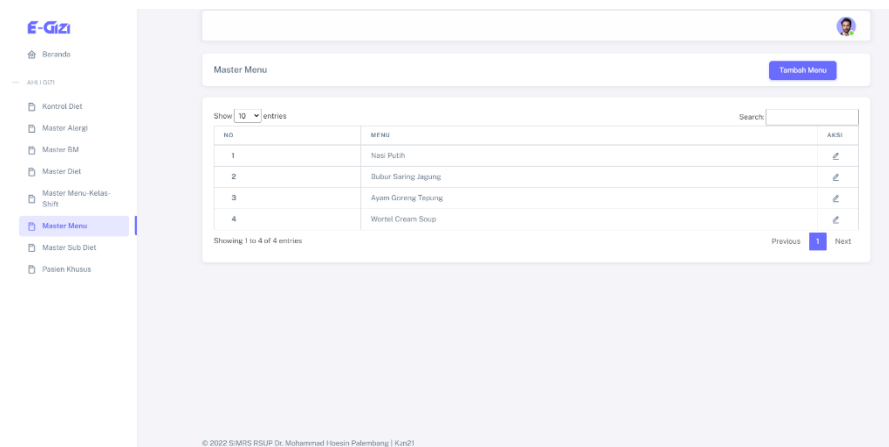 E-Gizi
Beranda
AHLI GIZI
Kontrol Diet
Master Alergi
Master BM
Master Diet
Master Menu-Kelas-
Shift
Master Menu
Master Sub Diet
Pasien Khusus
Master Menu
Tambah Menu
Show 10 entries
Search:
NO MENU AKSI
1 Nasi Putih
2 Bubur Saring Jagung
3 Ayam Goreng Tepung
4 Wortel Cream Soup
Showing 1 to 4 of 4 entries
Previous 1 Next
© 2022 SIMRS RSUP Dr. Mohammad Hoesin Palembang |